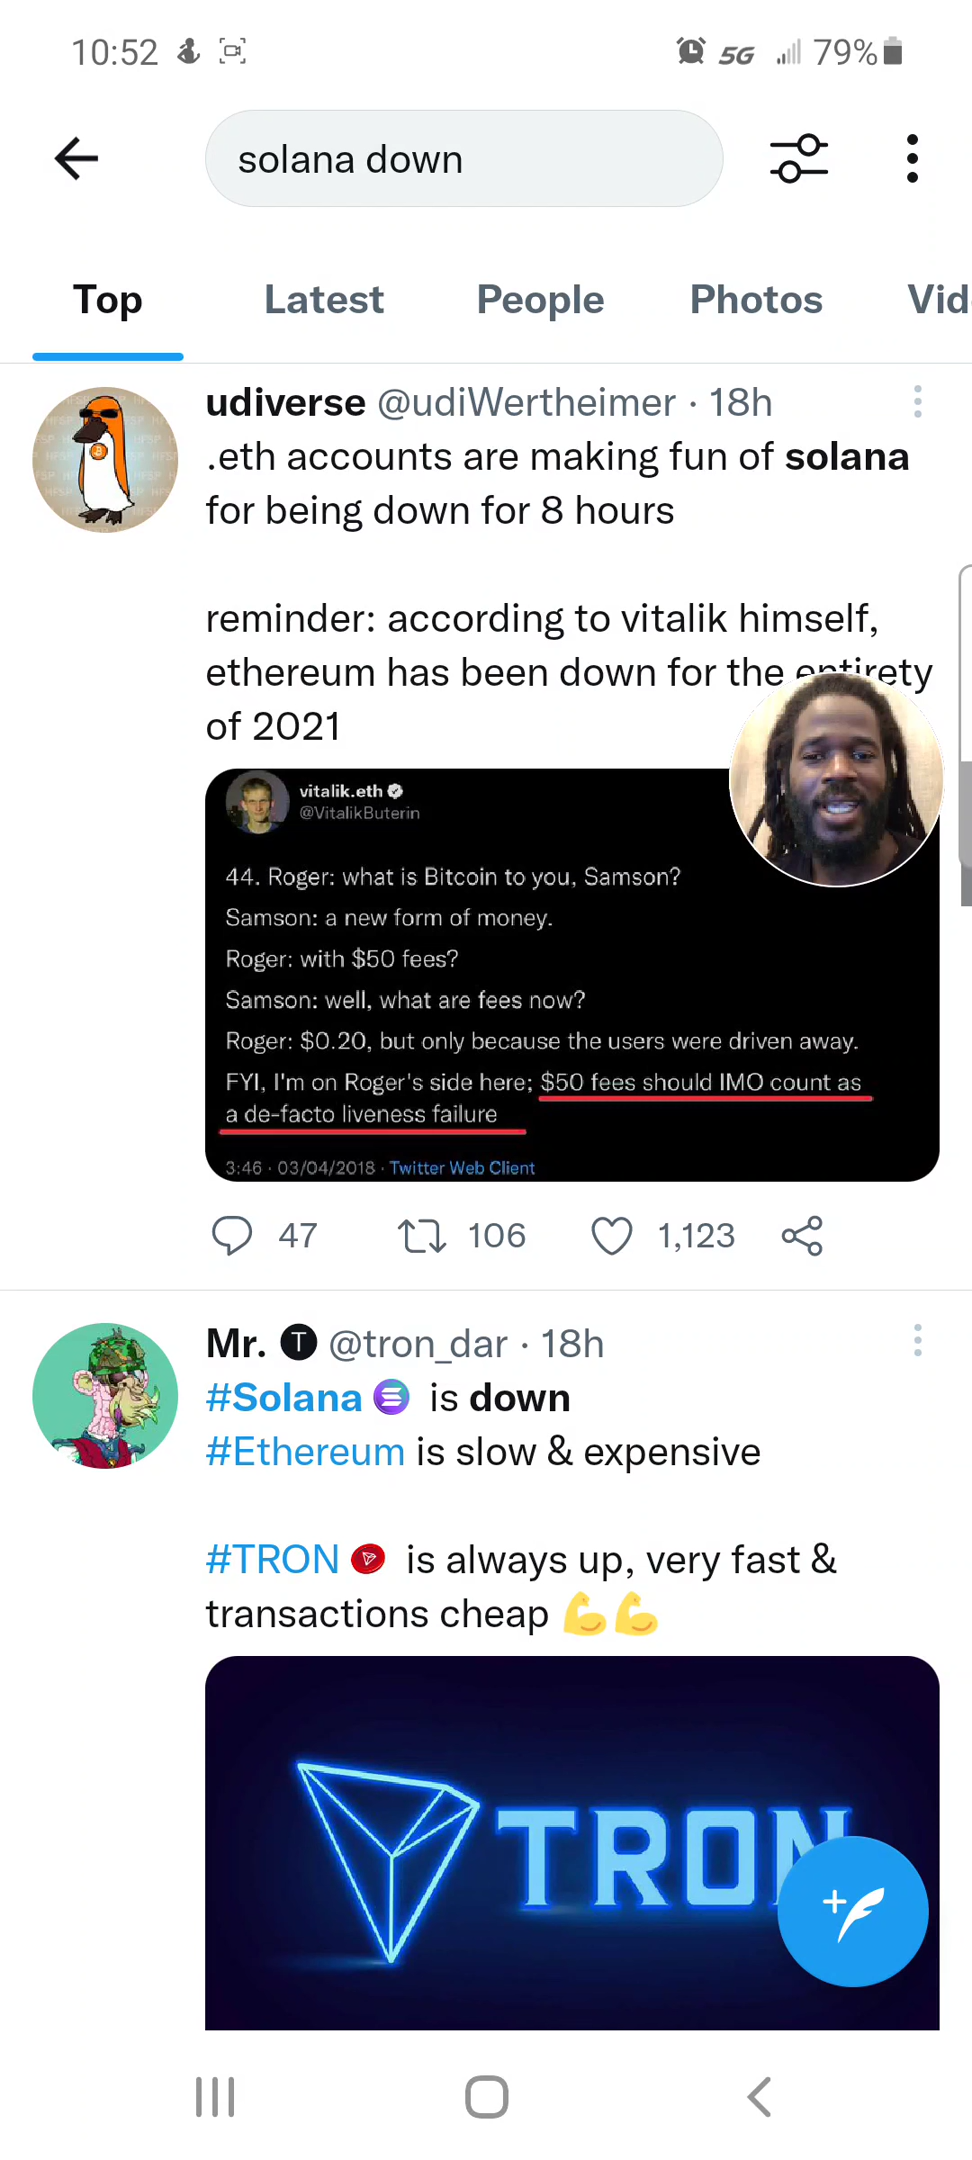 10:52 5G 79%
solana down
Top Latest People Photos Vid
udiverse @udiWertheimer · 18h
.eth accounts are making fun of solana
for being down for 8 hours
reminder: according to vitalik himself,
ethereum has been down for the entirety
of 2021
vitalik.eth
@VitalikButerin
44. Roger: what is Bitcoin to you, Samson?
Samson: a new form of money.
Roger: with $50 fees?
Samson: well, what are fees now?
Roger: $0.20, but only because the users were driven away.
FYI, I'm on Roger's side here; $50 fees should IMO count as
a de-facto liveness failure
3:46 · 03/04/2018 · Twitter Web Client
47 106 1,123
Mr. T @tron_dar · 18h
#Solana is down
#Ethereum is slow & expensive
#TRON is always up, very fast &
transactions cheap 💪💪
TRON